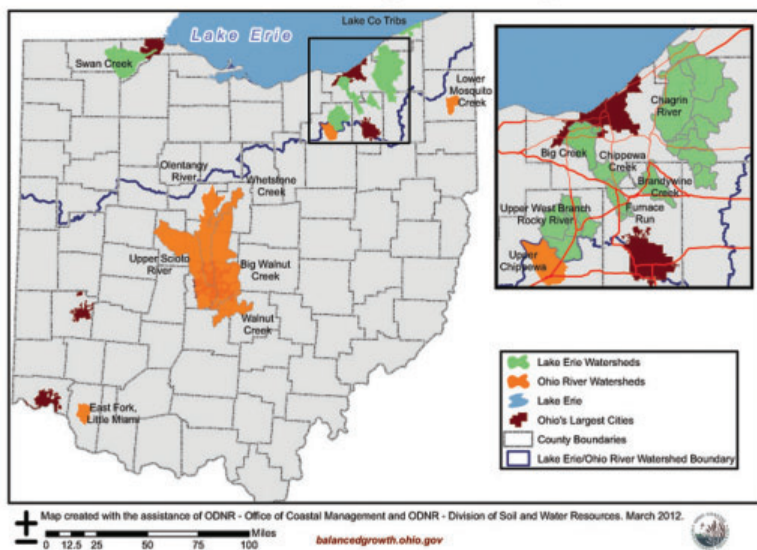 Lake Co Tribs
Lake Erie
Swan Creek
Lower
Mosquito
Creek
Olentangy
River
Whetstone
Creek
Upper Scioto
River
Big Walnut
Creek
Walnut
Creek
East Fork,
Little Miami
Chagrin
River
Big Creek
Chippewa
Creek
Brandywine
Creek
Upper West Branch
Rocky River
Furnace
Run
Upper
Chippewa
Lake Erie Watersheds
Ohio River Watersheds
Lake Erie
Ohio's Largest Cities
County Boundaries
Lake Erie/Ohio River Watershed Boundary
Map created with the assistance of ODNR - Office of Coastal Management and ODNR - Division of Soil and Water Resources. March 2012.
Miles
0 12.5 25 50 75 100
balancedgrowth.ohio.gov